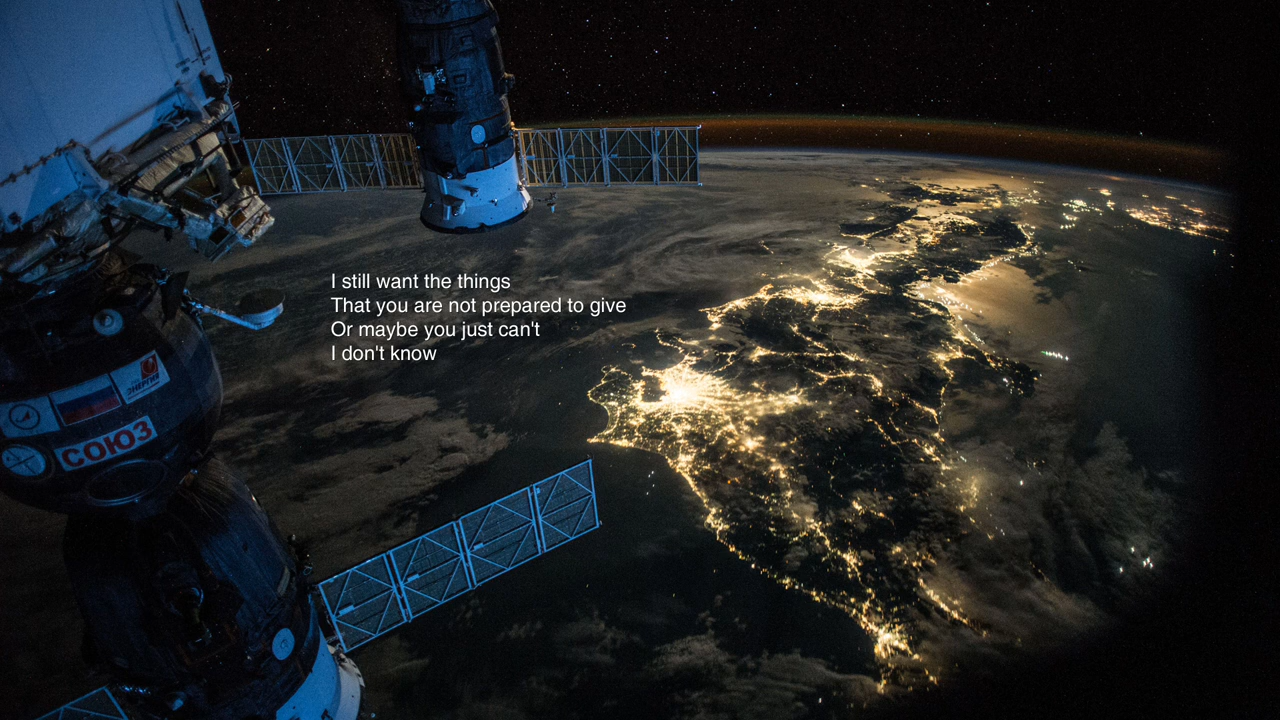 I still want the things
That you are not prepared to give
Or maybe you just can't
I don't know
ЭНЕРГИЯ
СОЮЗ